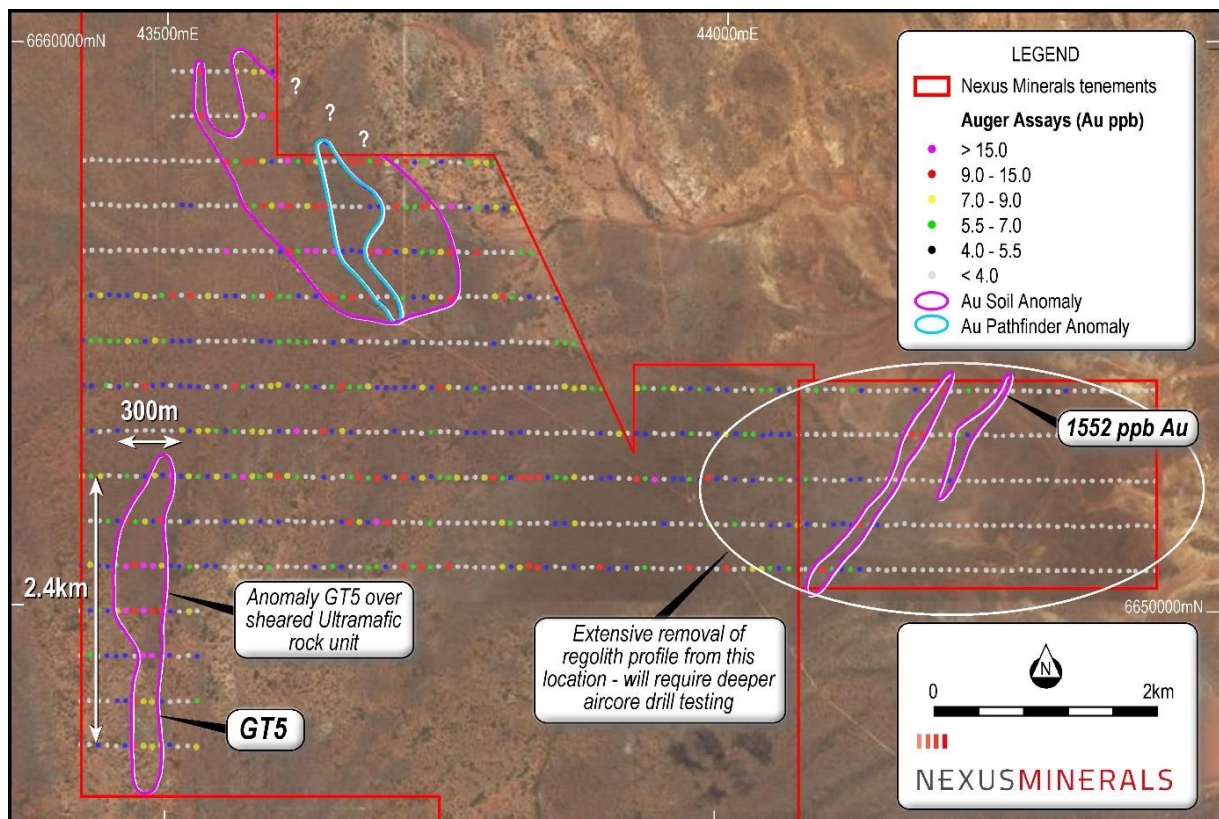 6660000mN
43500mE
44000mE
LEGEND
Nexus Minerals tenements
Auger Assays (Au ppb)
> 15.0
9.0 - 15.0
7.0 - 9.0
5.5 - 7.0
4.0 - 5.5
< 4.0
Au Soil Anomaly
Au Pathfinder Anomaly
?
?
?
300m
1552 ppb Au
2.4km
Anomaly GT5 over
sheared Ultramafic
rock unit
GT5
Extensive removal of
regolith profile from this
location - will require deeper
aircore drill testing
6650000mN
N
0
2km
NEXUSMINERALS